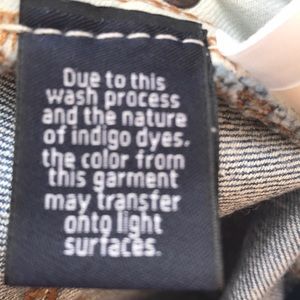 Due to this
wash process
and the nature
of indigo dyes,
the color from
this garment
may transfer
onto light
surfaces.